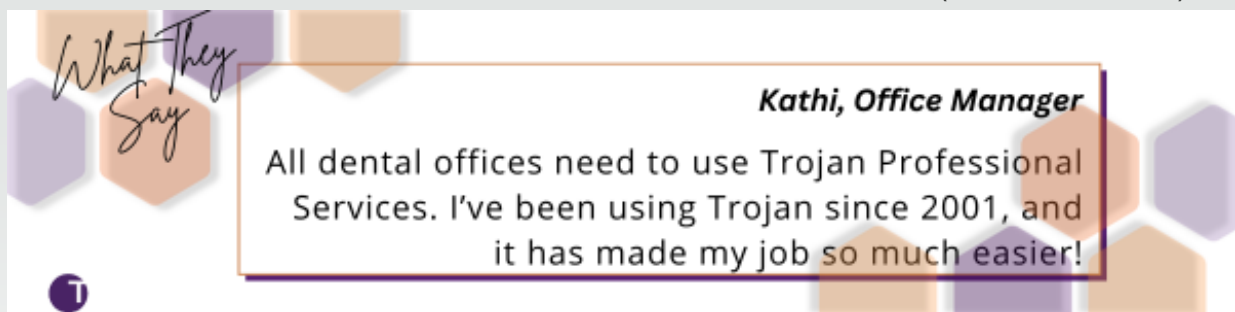 What They
Say
Kathi, Office Manager
All dental offices need to use Trojan Professional
Services. I've been using Trojan since 2001, and
it has made my job so much easier!
T